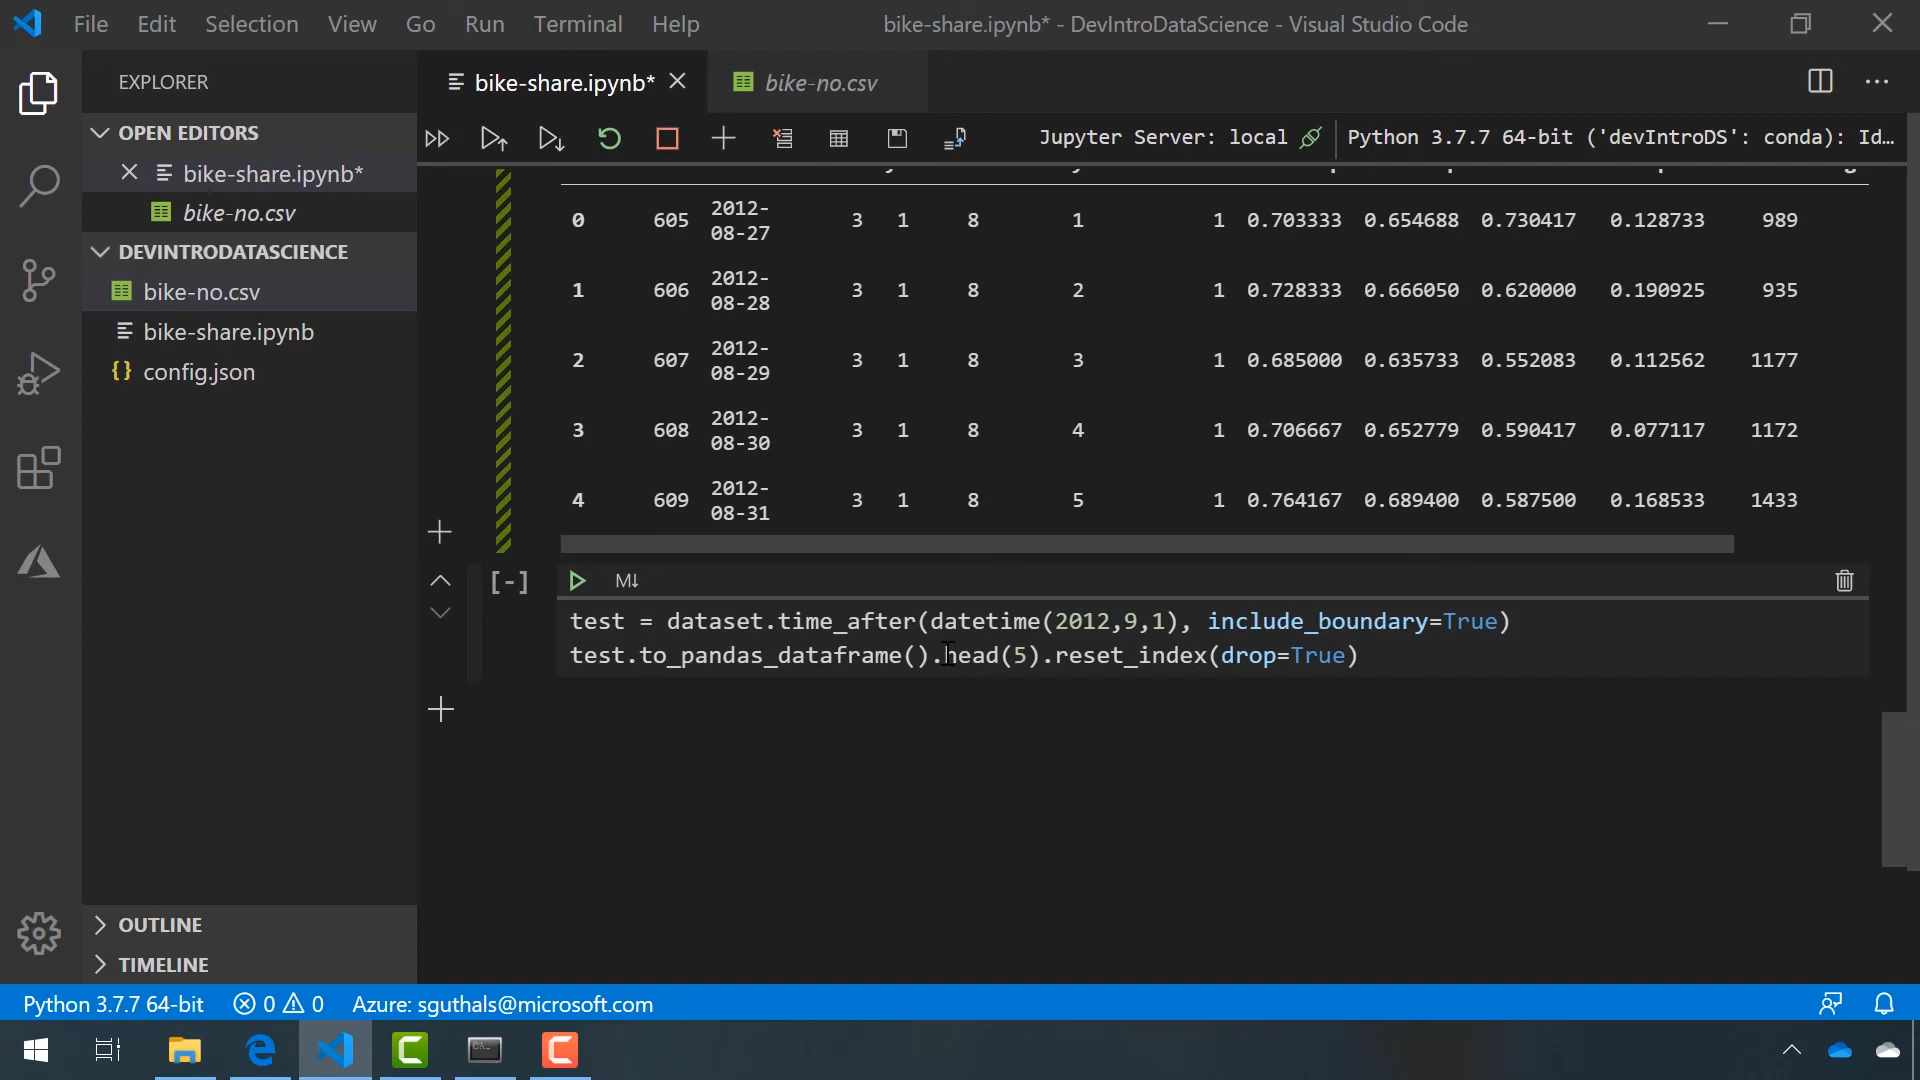 File Edit Selection View Go Run Terminal Help bike-share.ipynb* - DevIntroDataScience - Visual Studio Code
EXPLORER
bike-share.ipynb*
bike-no.csv
OPEN EDITORS
bike-share.ipynb*
bike-no.csv
DEVINTRODATASCIENCE
bike-no.csv
bike-share.ipynb
{} config.json
OUTLINE
TIMELINE
Jupyter Server: local
Python 3.7.7 64-bit ('devIntroDS': conda): Id...
0 605 2012-08-27 3 1 8 1 1 0.703333 0.654688 0.730417 0.128733 989
1 606 2012-08-28 3 1 8 2 1 0.728333 0.666050 0.620000 0.190925 935
2 607 2012-08-29 3 1 8 3 1 0.685000 0.635733 0.552083 0.112562 1177
3 608 2012-08-30 3 1 8 4 1 0.706667 0.652779 0.590417 0.077117 1172
4 609 2012-08-31 3 1 8 5 1 0.764167 0.689400 0.587500 0.168533 1433
[-] M↓
test = dataset.time_after(datetime(2012,9,1), include_boundary=True)
test.to_pandas_dataframe().head(5).reset_index(drop=True)
Python 3.7.7 64-bit 0 0 Azure: sguthals@microsoft.com